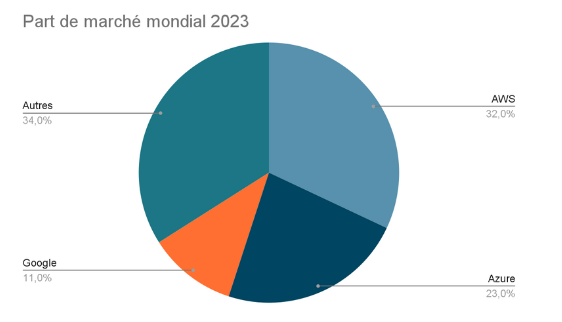 Part de marché mondial 2023
Autres
34,0%
AWS
32,0%
Google
11,0%
Azure
23,0%